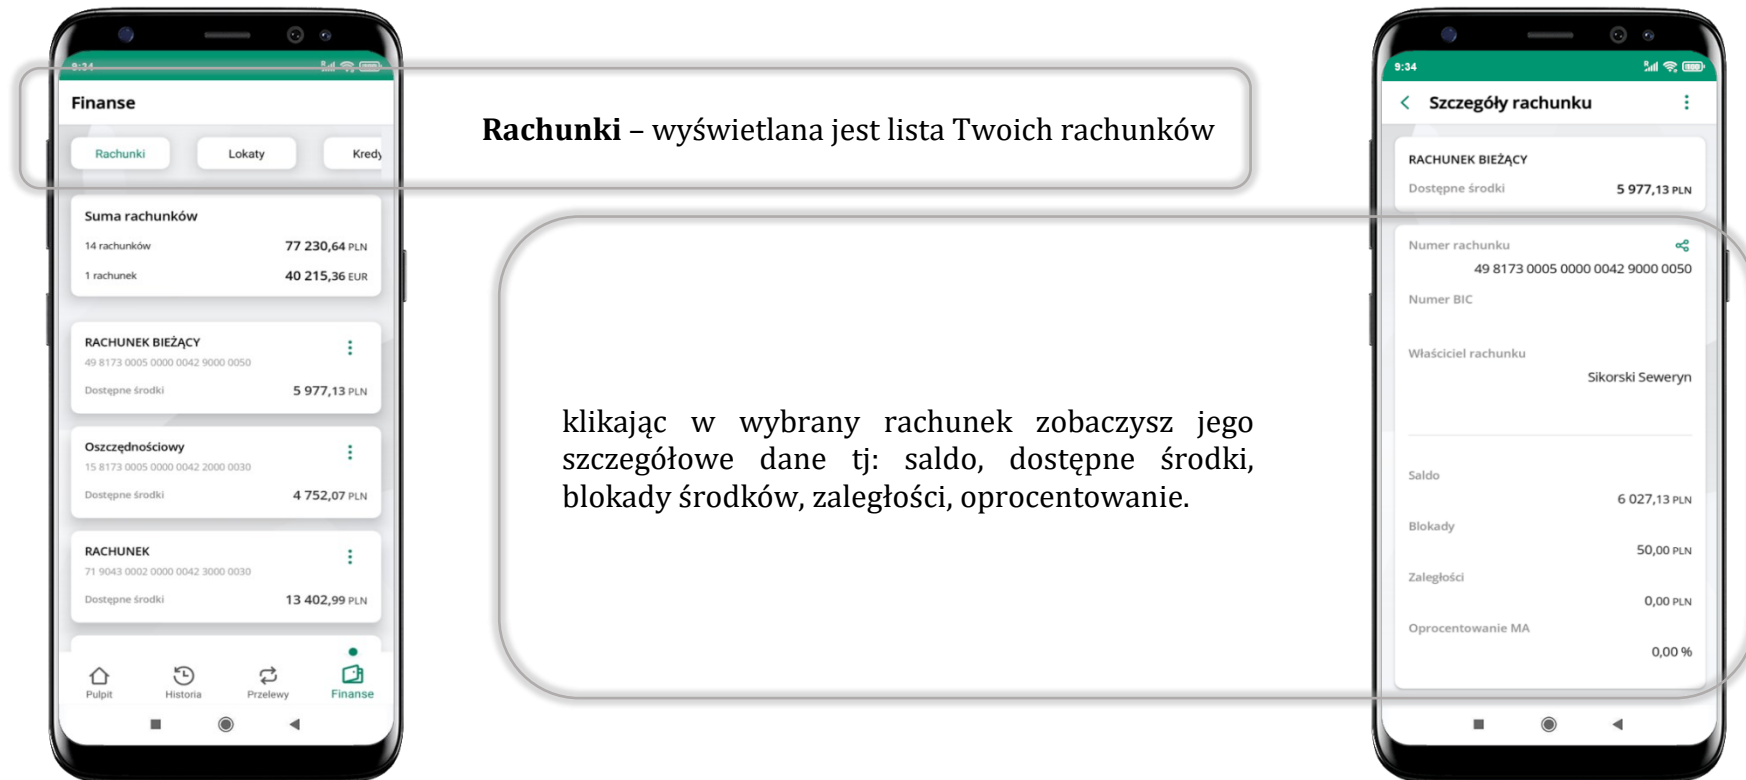 9:34
Finanse
Rachunki Lokaty Kredy
Suma rachunków
14 rachunków 77 230,64 PLN
1 rachunek 40 215,36 EUR
RACHUNEK BIEŻĄCY
49 8173 0005 0000 0042 9000 0050
Dostępne środki 5 977,13 PLN
Oszczędnościowy
15 8173 0005 0000 0042 2000 0030
Dostępne środki 4 752,07 PLN
RACHUNEK
71 9043 0002 0000 0042 3000 0030
Dostępne środki 13 402,99 PLN
Pulpit Historia Przelewy Finanse
Rachunki – wyświetlana jest lista Twoich rachunków
klikając w wybrany rachunek zobaczysz jego
szczegółowe dane tj: saldo, dostępne środki,
blokady środków, zaległości, oprocentowanie.
9:34
Szczegóły rachunku
RACHUNEK BIEŻĄCY
Dostępne środki 5 977,13 PLN
Numer rachunku
49 8173 0005 0000 0042 9000 0050
Numer BIC
Właściciel rachunku
Sikorski Seweryn
Saldo
6 027,13 PLN
Blokady
50,00 PLN
Zaległości
0,00 PLN
Oprocentowanie MA
0,00 %